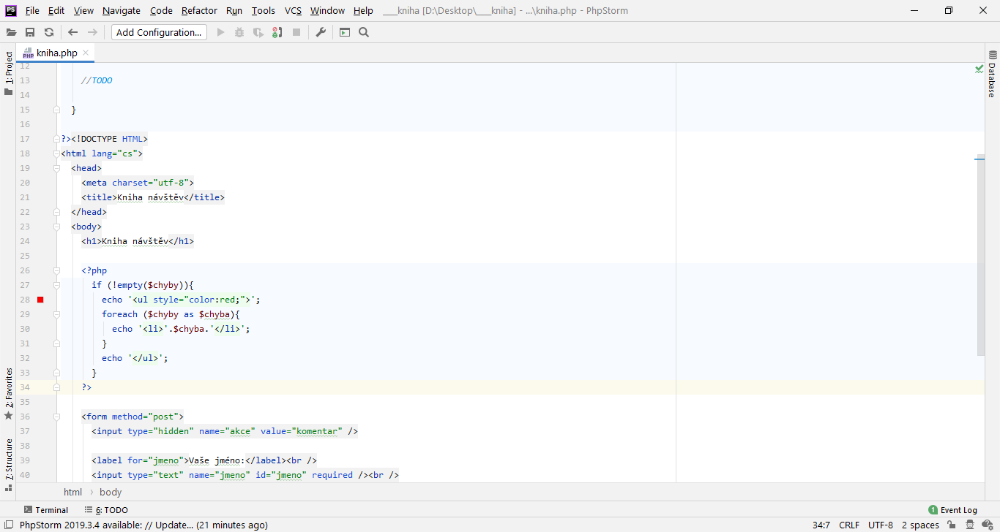 File Edit View Navigate Code Refactor Run Tools VCS Window Help ___kniha [D:\Desktop\___kniha] - ...\kniha.php - PhpStorm
Add Configuration...
1: Project
kniha.php
Database
12
13 //TODO
14
15 }
16
17 ?><!DOCTYPE HTML>
18 <html lang="cs">
19 <head>
20 <meta charset="utf-8">
21 <title>Kniha návštěv</title>
22 </head>
23 <body>
24 <h1>Kniha návštěv</h1>
25
26 <?php
27 if (!empty($chyby)){
28 echo '<ul style="color:red;">';
29 foreach ($chyby as $chyba){
30 echo '<li>'.$chyba.'</li>';
31 }
32 echo '</ul>';
33 }
34 ?>
35
36 <form method="post">
37 <input type="hidden" name="akce" value="komentar" />
38
39 <label for="jmeno">Vaše jméno:</label><br />
40 <input type="text" name="jmeno" id="jmeno" required /><br />
2: Favorites
7: Structure
html › body
Terminal 6: TODO 1 Event Log
PhpStorm 2019.3.4 available: // Update... (21 minutes ago) 34:7 CRLF UTF-8 2 spaces